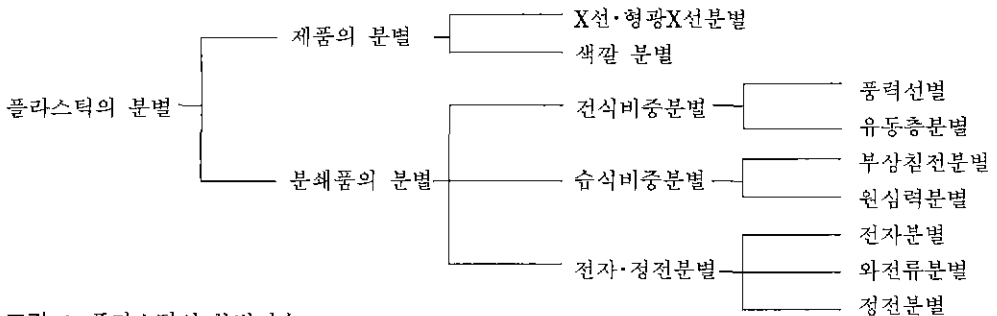 플라스틱의 분별
제품의 분별
X선·형광X선분별
색깔 분별
분쇄품의 분별
건식비중분별
풍력선별
유동층분별
습식비중분별
부상침전분별
원심력분별
전자·정전분별
전자분별
와전류분별
정전분별